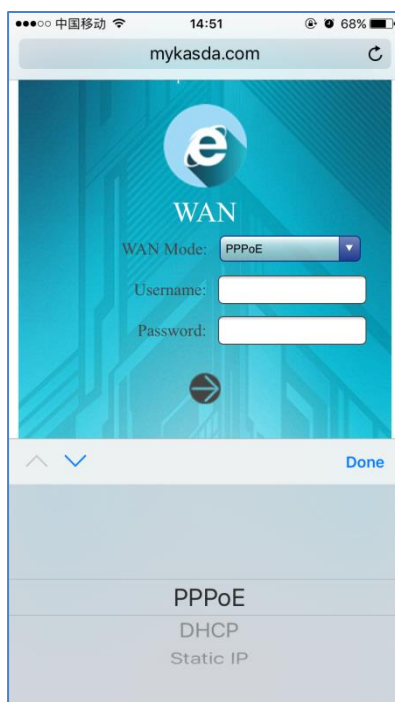 中国移动 14:51 68%
mykasda.com
WAN
WAN Mode: PPPoE
Username:
Password:
Done
PPPoE
DHCP
Static IP